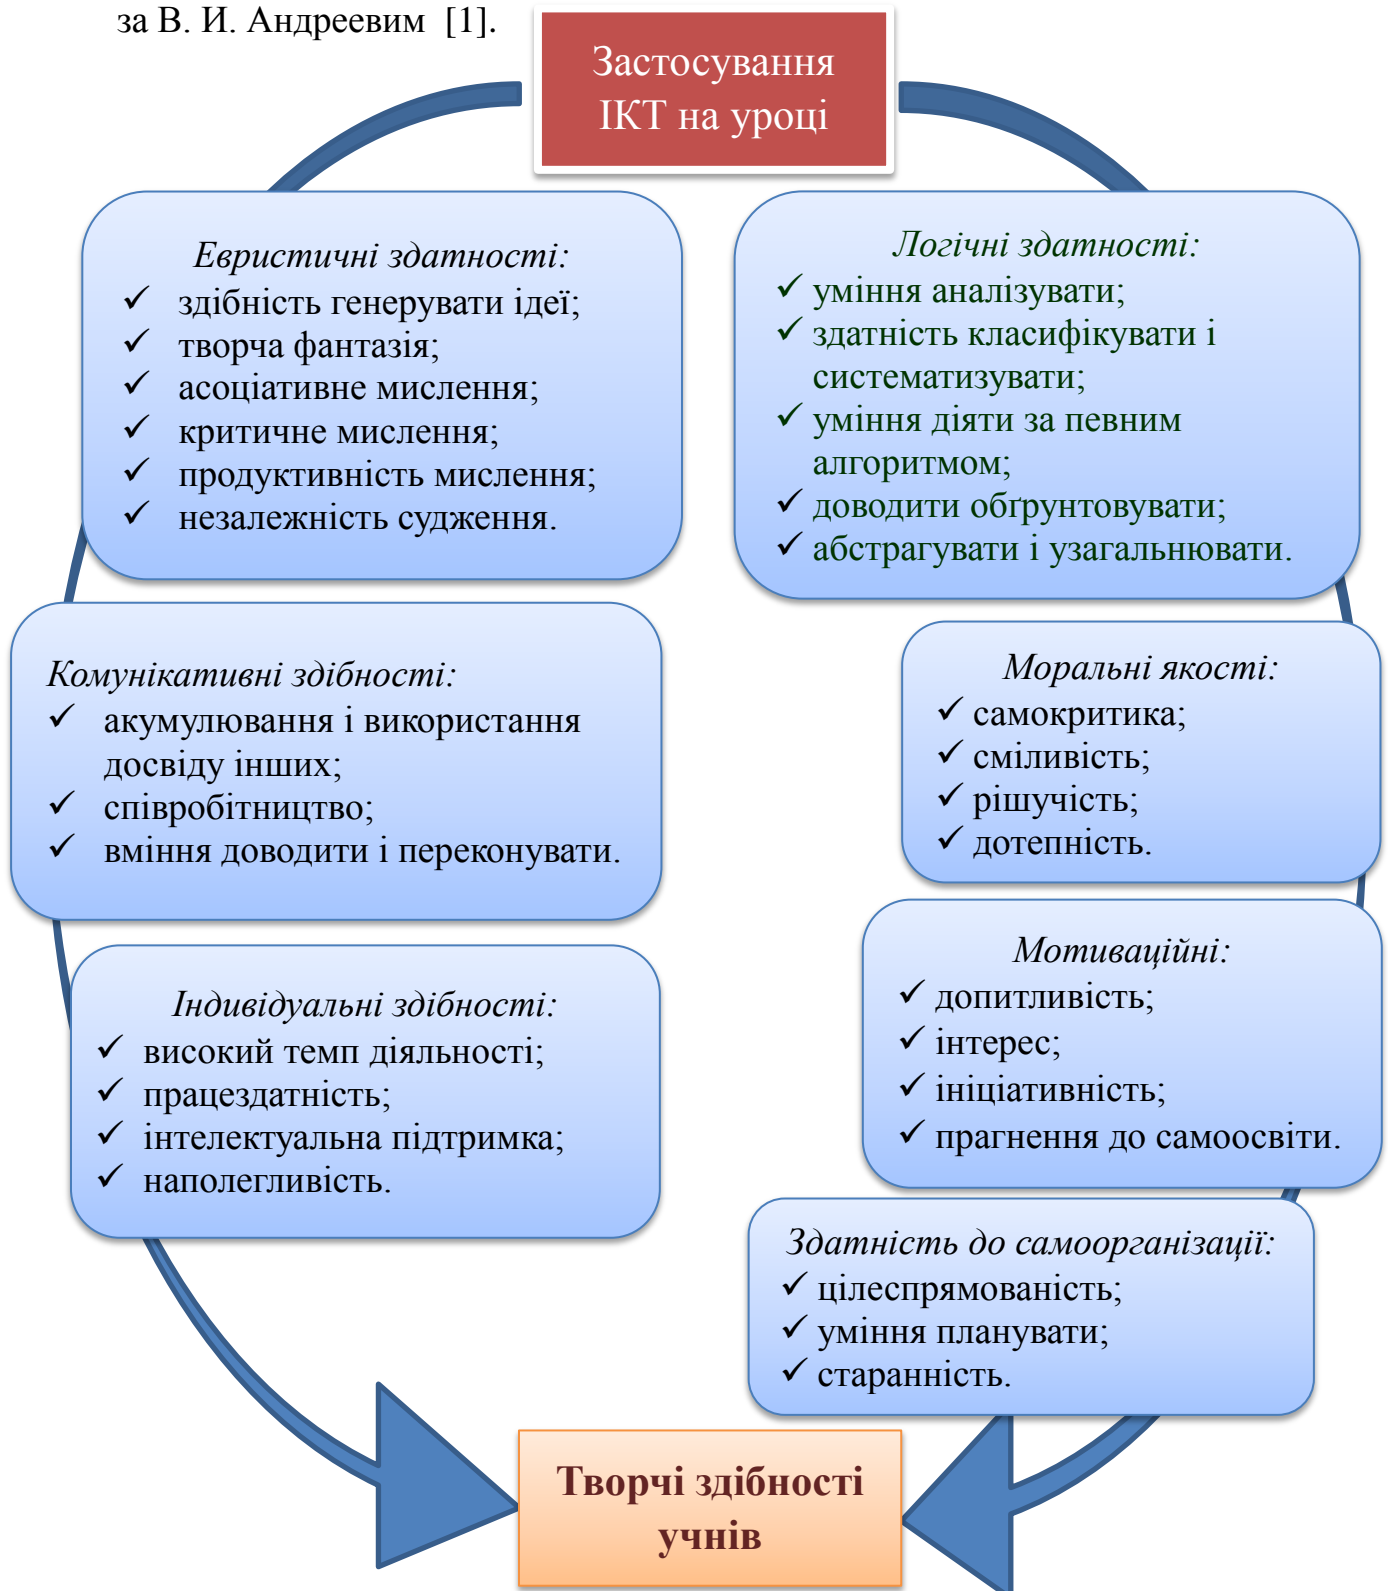 за В. И. Андреевим [1].
Застосування
ІКТ на уроці
Евристичні здатності:
✓ здібність генерувати ідеї;
✓ творча фантазія;
✓ асоціативне мислення;
✓ критичне мислення;
✓ продуктивність мислення;
✓ незалежність судження.
Логічні здатності:
✓ уміння аналізувати;
✓ здатність класифікувати і
систематизувати;
✓ уміння діяти за певним
алгоритмом;
✓ доводити обґрунтовувати;
✓ абстрагувати і узагальнювати.
Комунікативні здібності:
✓ акумулювання і використання
досвіду інших;
✓ співробітництво;
✓ вміння доводити і переконувати.
Моральні якості:
✓ самокритика;
✓ сміливість;
✓ рішучість;
✓ дотепність.
Індивідуальні здібності:
✓ високий темп діяльності;
✓ працездатність;
✓ інтелектуальна підтримка;
✓ наполегливість.
Мотиваційні:
✓ допитливість;
✓ інтерес;
✓ ініціативність;
✓ прагнення до самоосвіти.
Здатність до самоорганізації:
✓ цілеспрямованість;
✓ уміння планувати;
✓ старанність.
Творчі здібності
учнів